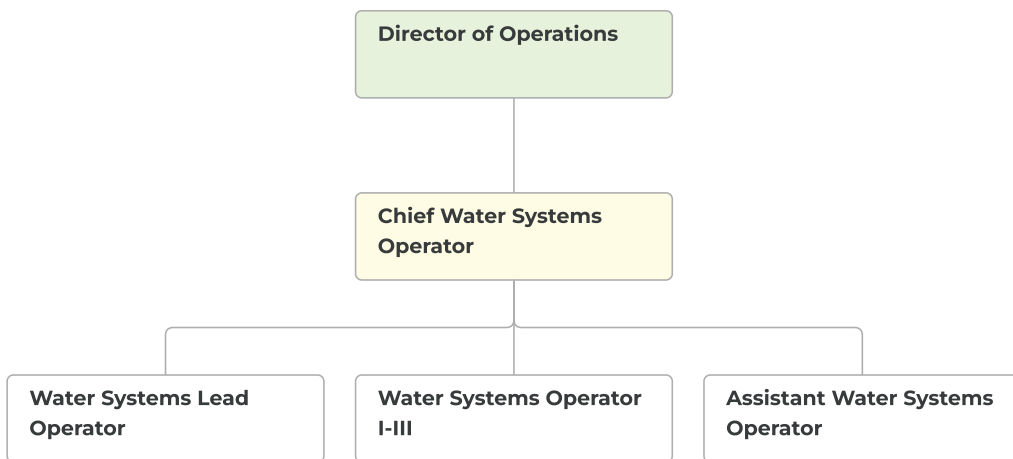 Director of Operations
Chief Water Systems
Operator
Water Systems Lead
Operator
Water Systems Operator
I-III
Assistant Water Systems
Operator